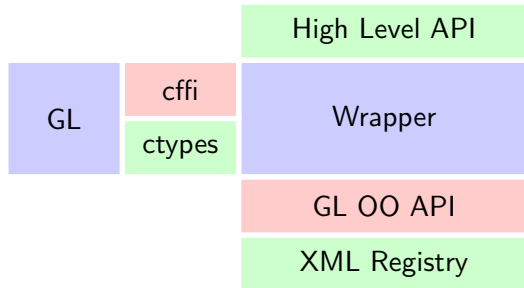 High Level API
GL
cffi
ctypes
Wrapper
GL OO API
XML Registry